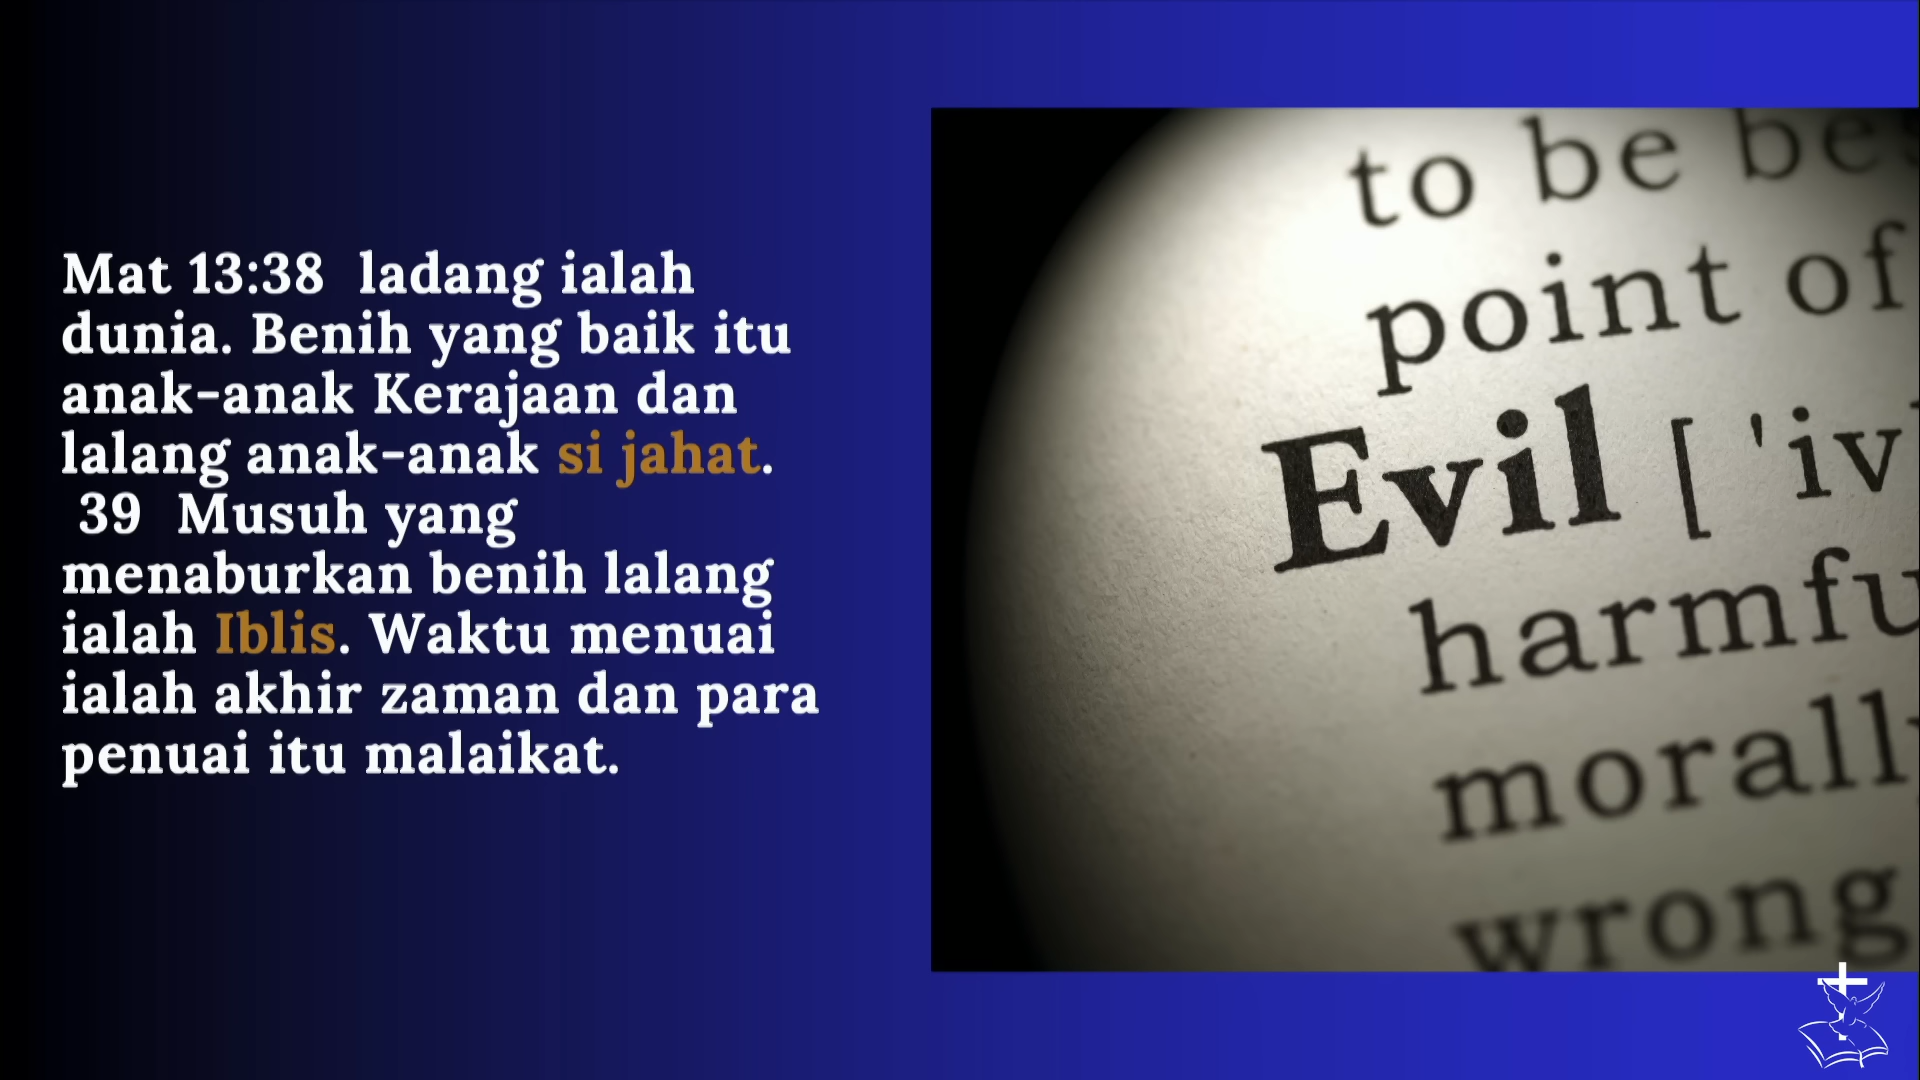 Mat 13:38  ladang ialah
dunia. Benih yang baik itu
anak-anak Kerajaan dan
lalang anak-anak si jahat.
39  Musuh yang
menaburkan benih lalang
ialah Iblis. Waktu menuai
ialah akhir zaman dan para
penuai itu malaikat.
to be
point of
Evil [ ˈiv
harmfu
morall
wrong